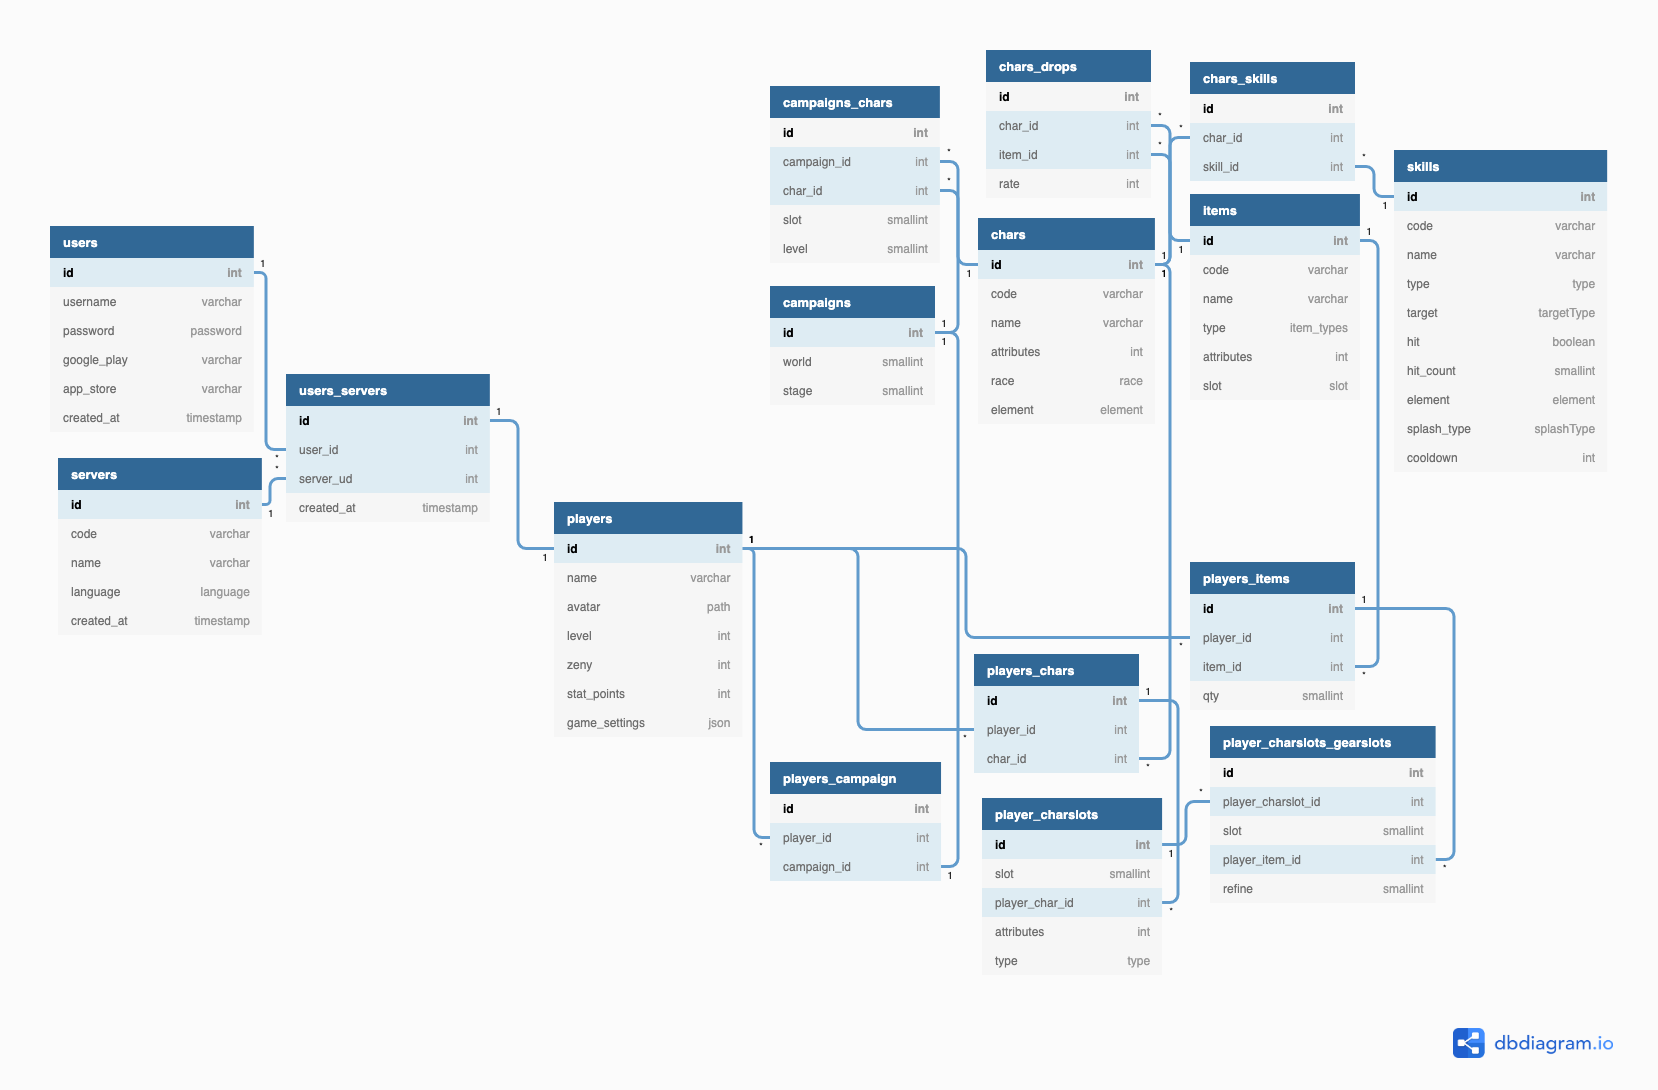 users
id int
username varchar
password password
google_play varchar
app_store varchar
created_at timestamp
servers
id int
code varchar
name varchar
language language
created_at timestamp
users_servers
id int
user_id int
server_ud int
created_at timestamp
players
id int
name varchar
avatar path
level int
zeny int
stat_points int
game_settings json
campaigns_chars
id int
campaign_id int
char_id int
slot smallint
level smallint
campaigns
id int
world smallint
stage smallint
players_campaign
id int
player_id int
campaign_id int
chars_drops
id int
char_id int
item_id int
rate int
chars
id int
code varchar
name varchar
attributes int
race race
element element
players_chars
id int
player_id int
char_id int
player_charslots
id int
slot smallint
player_char_id int
attributes int
type type
chars_skills
id int
char_id int
skill_id int
items
id int
code varchar
name varchar
type item_types
attributes int
slot slot
players_items
id int
player_id int
item_id int
qty smallint
player_charslots_gearslots
id int
player_charslot_id int
slot smallint
player_item_id int
refine smallint
skills
id int
code varchar
name varchar
type type
target targetType
hit boolean
hit_count smallint
element element
splash_type splashType
cooldown int
1
*
*
1
1
1
1
*
*
1
1
1
*
1
*
*
*
1
1
1
*
1
1
*
*
1
*
1
*
1
*
*
dbdiagram.io